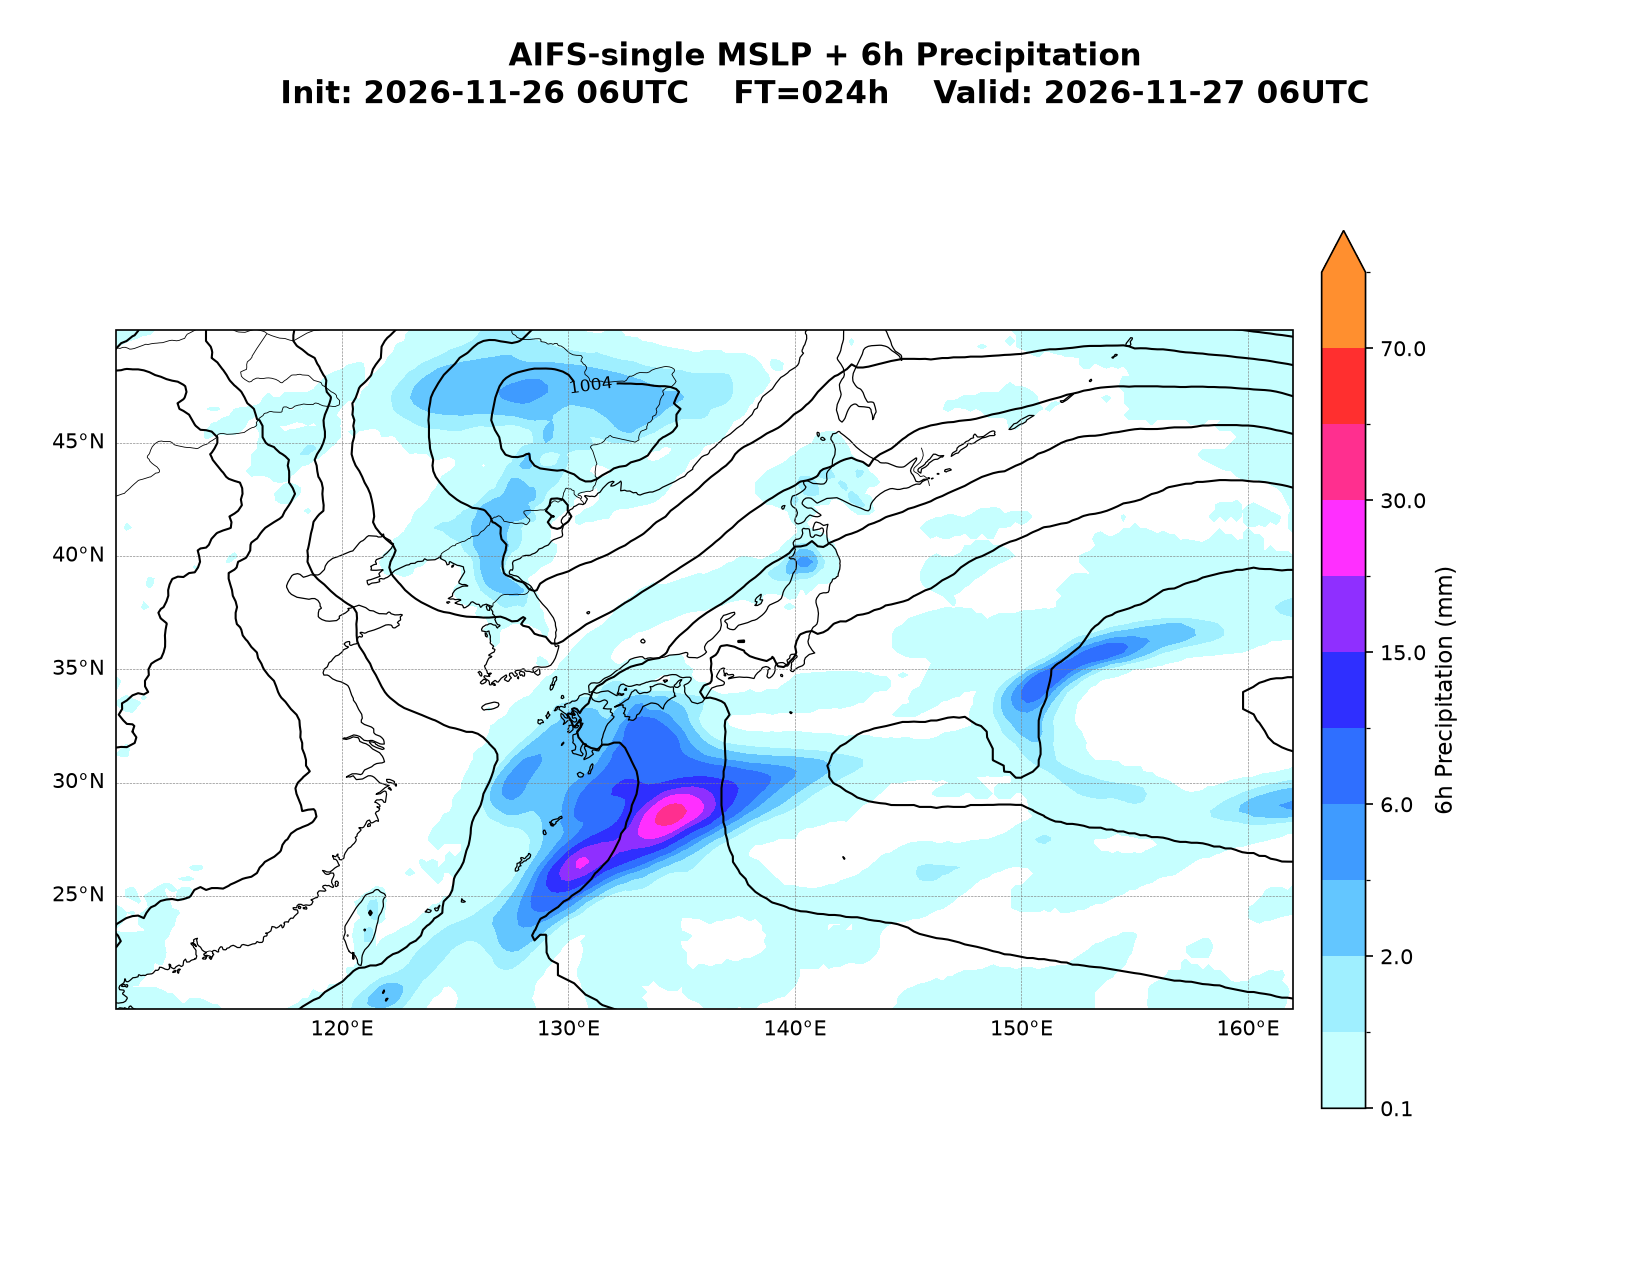 AIFS-single MSLP + 6h Precipitation
Init: 2026-11-26 06UTC    FT=024h    Valid: 2026-11-27 06UTC
1004
45°N
40°N
35°N
30°N
25°N
120°E
130°E
140°E
150°E
160°E
70.0
30.0
15.0
6.0
2.0
0.1
6h Precipitation (mm)